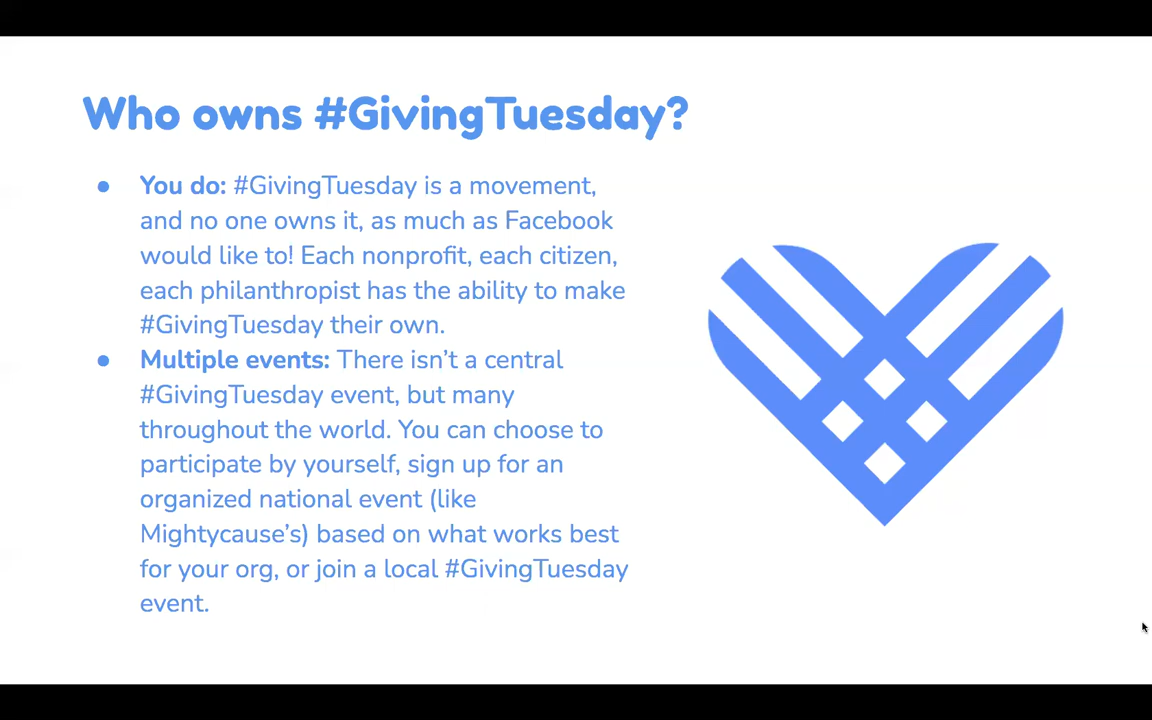 Who owns #GivingTuesday?
● You do: #GivingTuesday is a movement,
and no one owns it, as much as Facebook
would like to! Each nonprofit, each citizen,
each philanthropist has the ability to make
#GivingTuesday their own.
● Multiple events: There isn’t a central
#GivingTuesday event, but many
throughout the world. You can choose to
participate by yourself, sign up for an
organized national event (like
Mightycause’s) based on what works best
for your org, or join a local #GivingTuesday
event.